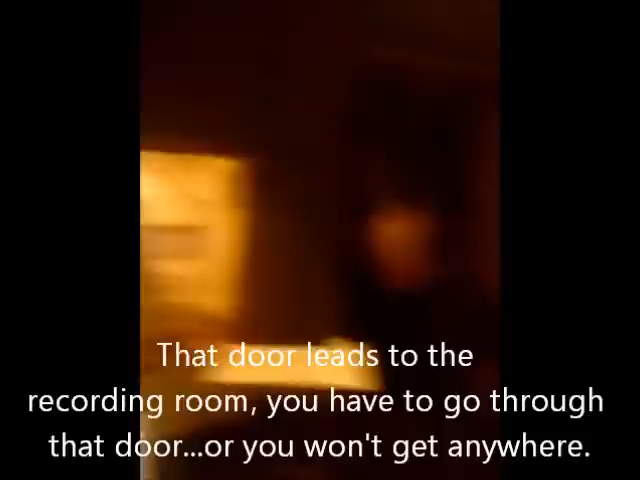 That door leads to the
recording room, you have to go through
that door...or you won't get anywhere.